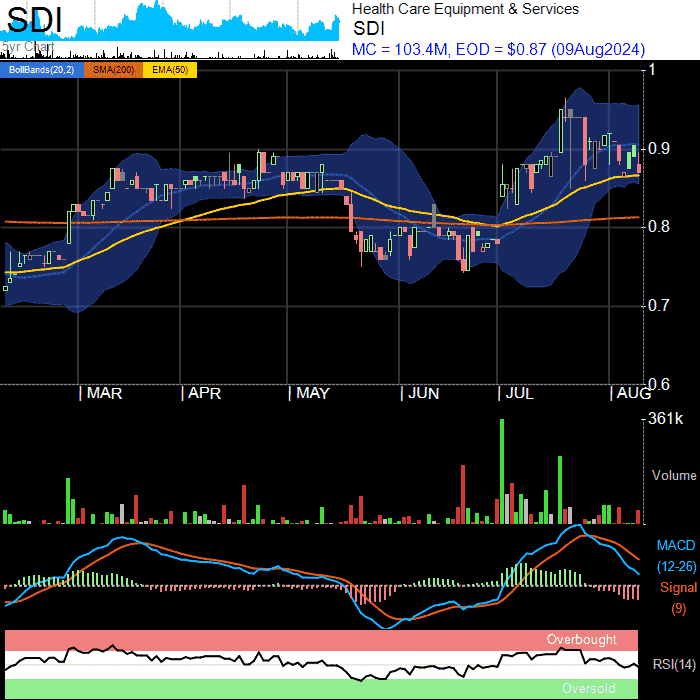 SDI
5yr Chart
Health Care Equipment & Services
SDI
MC = 103.4M, EOD = $0.87 (09Aug2024)
BollBands(20,2) SMA(200) EMA(50)
1
0.9
0.8
0.7
0.6
| MAR | APR | MAY | JUN | JUL | AUG
361k
Volume
MACD
(12-26)
Signal
(9)
Overbought
RSI(14)
Oversold